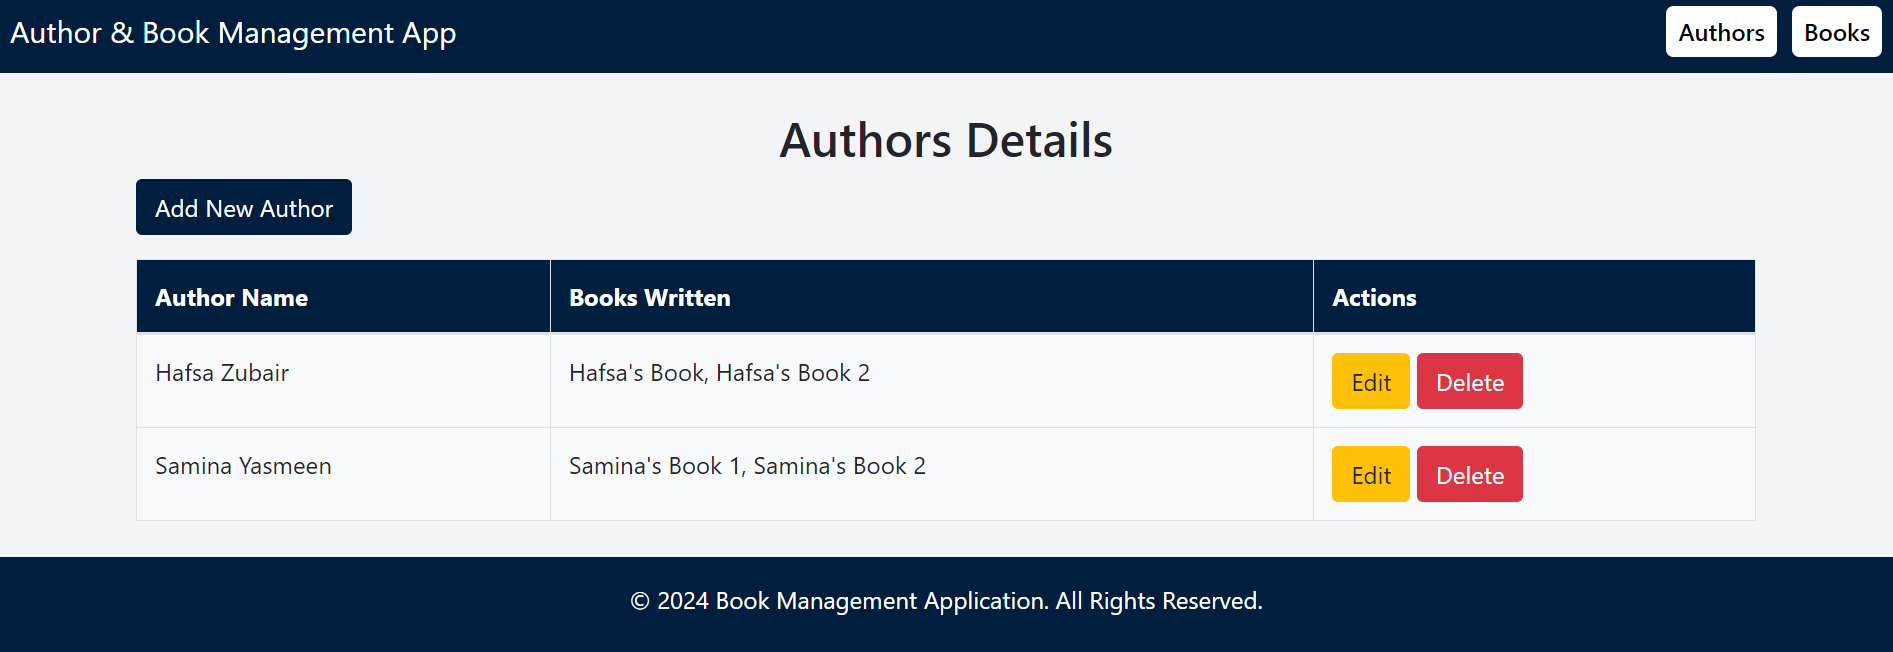 Author & Book Management App Authors Books
Authors Details
Add New Author
Author Name Books Written Actions
Hafsa Zubair Hafsa's Book, Hafsa's Book 2 Edit Delete
Samina Yasmeen Samina's Book 1, Samina's Book 2 Edit Delete
© 2024 Book Management Application. All Rights Reserved.